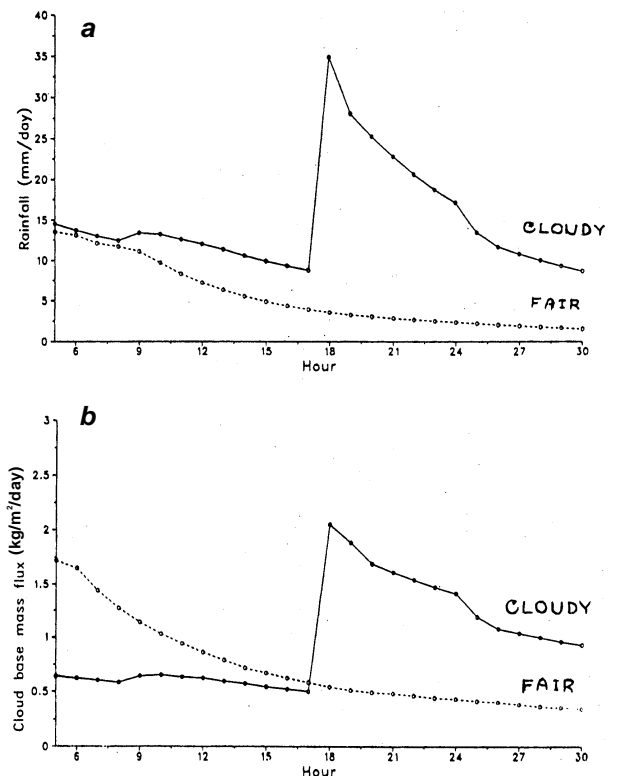 a
40
35
30
25
20
15
10
5
0
Rainfall (mm/day)
CLOUDY
FAIR
6 9 12 15 18 21 24 27 30
Hour
b
3
2.5
2
1.5
1
0.5
0
Cloud base mass flux (kg/m²/day)
CLOUDY
FAIR
6 9 12 15 18 21 24 27 30
Hour